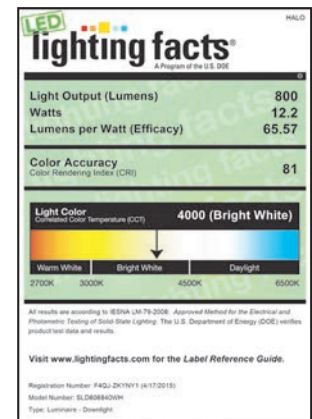 HALO
LED
lighting facts®
A Program of the U.S. DOE
Light Output (Lumens) 800
Watts 12.2
Lumens per Watt (Efficacy) 65.57
Color Accuracy 81
Color Rendering Index (CRI)
Light Color 4000 (Bright White)
Correlated Color Temperature (CCT)
Warm White Bright White Daylight
2700K 3000K 4500K 6500K
All results are according to IESNA LM-79-2008: Approved Method for the Electrical and
Photometric Testing of Solid-State Lighting. The U.S. Department of Energy (DOE) verifies
product test data and results.
Visit www.lightingfacts.com for the Label Reference Guide.
Registration Number: F4QJ-ZKYNY1 (4/17/2015)
Model Number: SLD606840WH
Type: Luminaire - Downlight